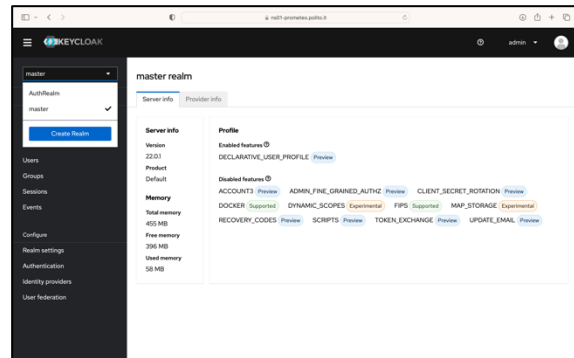 ns01-prometeo.polito.it
KEYCLOAK
admin
master
AuthRealm
master
Create Realm
Users
Groups
Sessions
Events
Configure
Realm settings
Authentication
Identity providers
User federation
master realm
Server info Provider info
Server info
Version
22.0.1
Product
Default
Memory
Total memory
455 MB
Free memory
396 MB
Used memory
58 MB
Profile
Enabled features
DECLARATIVE_USER_PROFILE Preview
Disabled features
ACCOUNT3 Preview ADMIN_FINE_GRAINED_AUTHZ Preview CLIENT_SECRET_ROTATION Preview
DOCKER Supported DYNAMIC_SCOPES Experimental FIPS Supported MAP_STORAGE Experimental
RECOVERY_CODES Preview SCRIPTS Preview TOKEN_EXCHANGE Preview UPDATE_EMAIL Preview